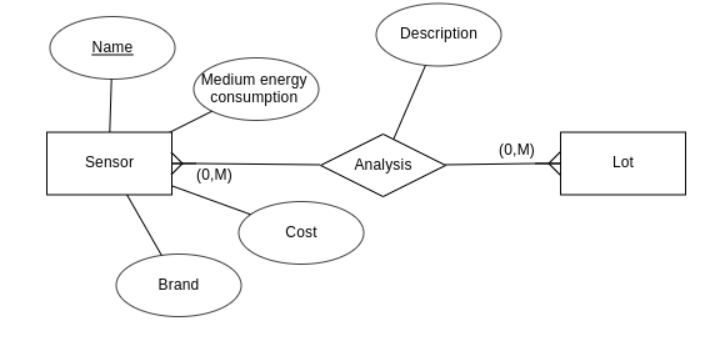 Name
Description
Medium energy
consumption
Sensor
(0,M)
Analysis
(0,M)
Lot
Cost
Brand